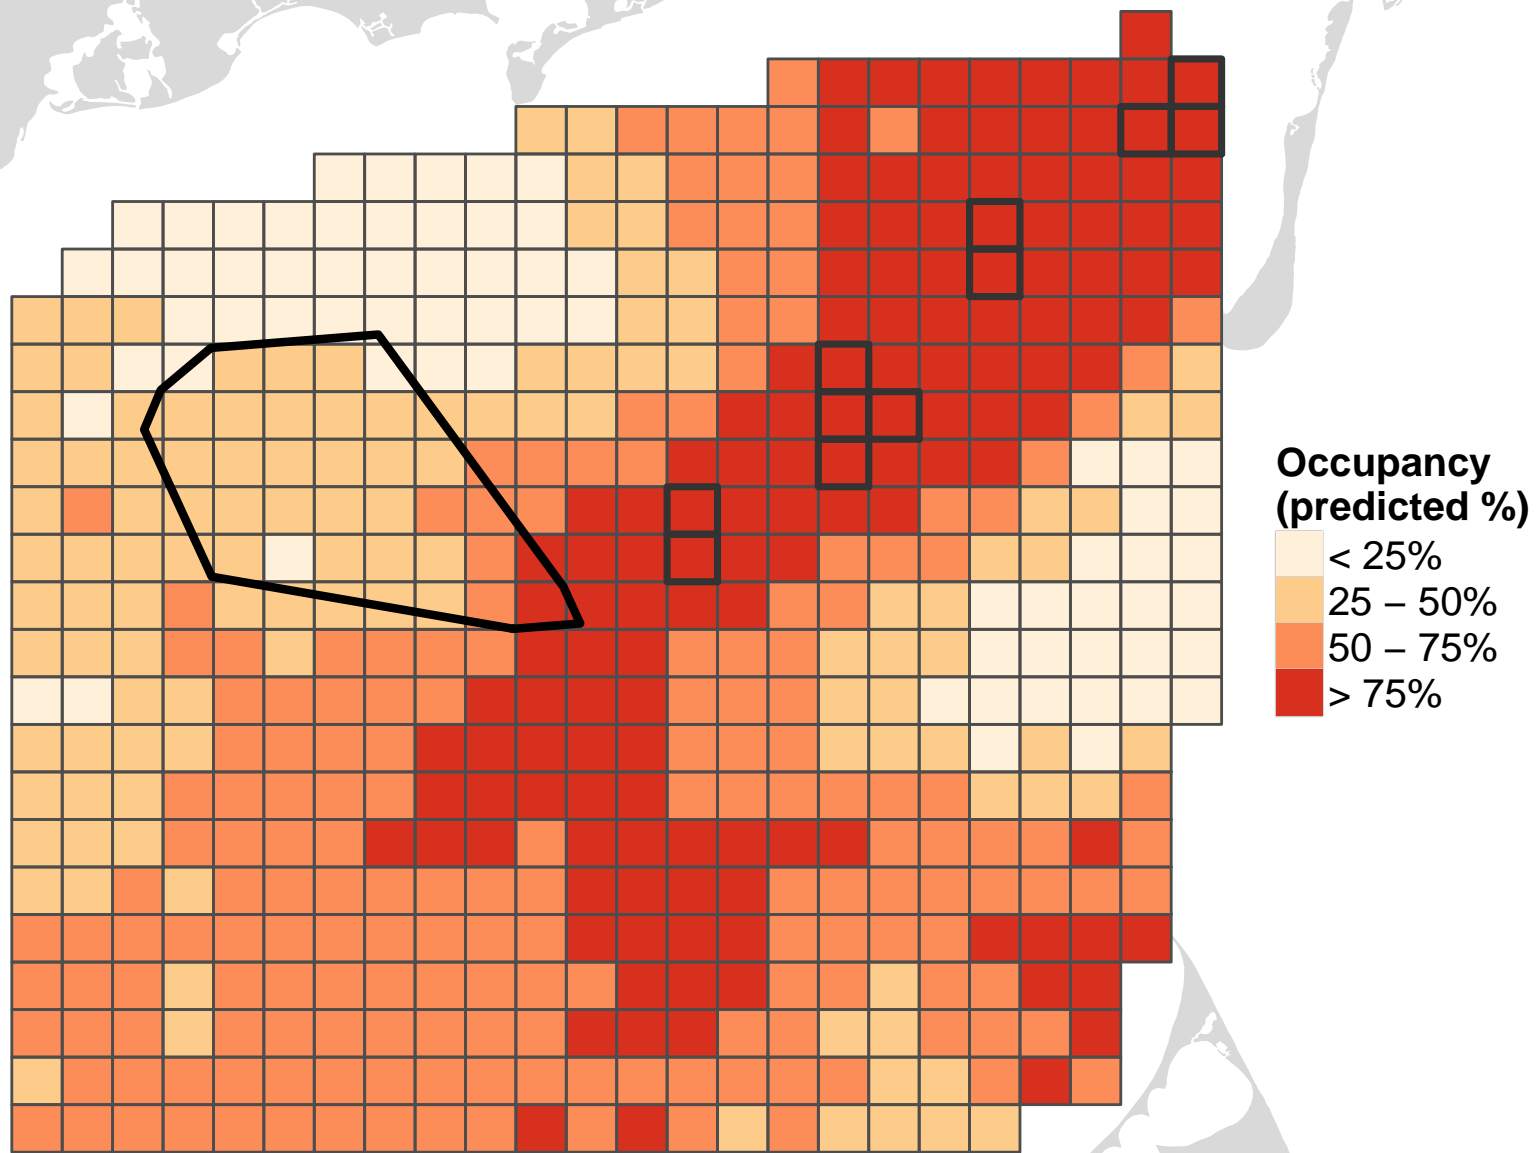 Occupancy
(predicted %)
< 25%
25 – 50%
50 – 75%
> 75%